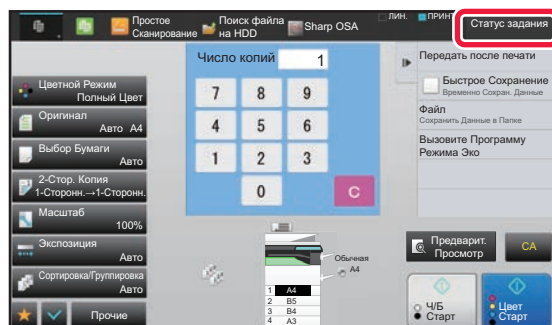 Простое
Сканирование
Поиск файла
на HDD
Sharp OSA
ЛИН.
ПРИНТ
Статус задания
Цветной Режим
Полный Цвет
Оригинал
Авто A4
Выбор Бумаги
Авто
2-Стор. Копия
1-Сторонн.→1-Сторонн.
Масштаб
100%
Экспозиция
Авто
Сортировка/Группировка
Авто
Прочие
Число копий
1
7 8 9
4 5 6
1 2 3
0 C
Обычная
A4
1 A4
2 B5
3 B4
4 A3
Передать после печати
Быстрое Сохранение
Временно Сохран. Данные
Файл
Сохранить Данные в Папке
Вызовите Программу
Режима Эко
Предварит.
Просмотр
CA
Ч/Б
Старт
Цвет
Старт